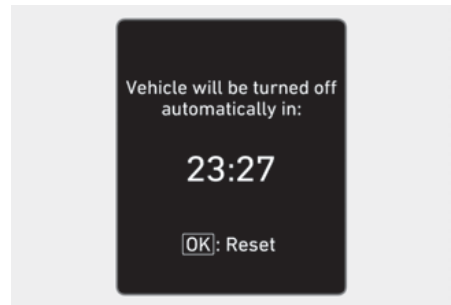 Vehicle will be turned off
automatically in:
23:27
OK: Reset